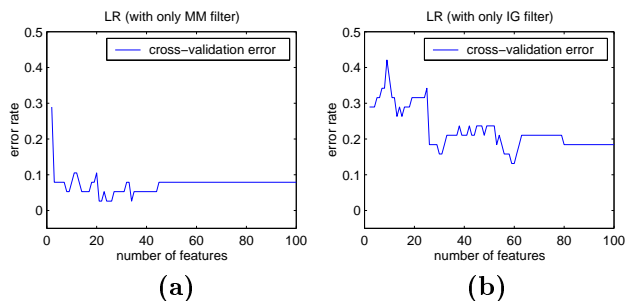 LR (with only MM filter)
0.5
0.4
0.3
0.2
0.1
0
error rate
cross−validation error
0 20 40 60 80 100
number of features
(a)
LR (with only IG filter)
0.5
0.4
0.3
0.2
0.1
0
error rate
cross−validation error
0 20 40 60 80 100
number of features
(b)